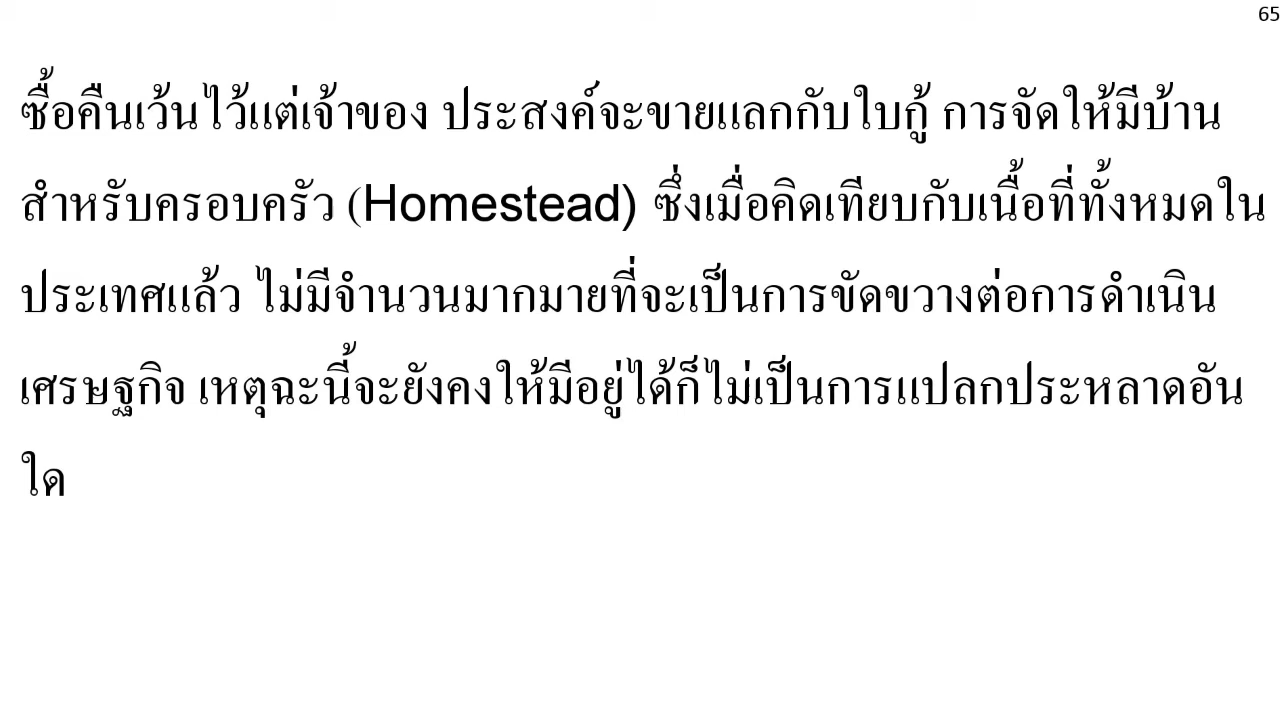 65
ซื้อคืนเว้นไว้แต่เจ้าของ ประสงค์จะขายแลกกับใบกู้ การจัดให้มีบ้าน
สำหรับครอบครัว (Homestead) ซึ่งเมื่อคิดเทียบกับเนื้อที่ทั้งหมดใน
ประเทศแล้ว ไม่มีจำนวนมากมายที่จะเป็นการขัดขวางต่อการดำเนิน
เศรษฐกิจ เหตุฉะนี้จะยังคงให้มีอยู่ได้ก็ไม่เป็นการแปลกประหลาดอัน
ใด